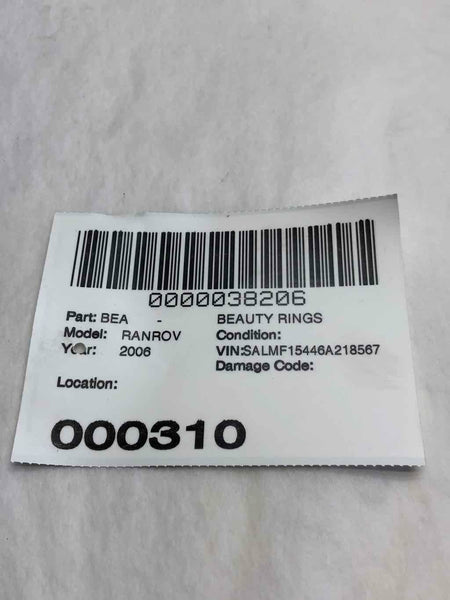 0000038206
Part: BEA - BEAUTY RINGS
Model: RANROV Condition:
Year: 2006 VIN:SALMF15446A218567
Damage Code:
Location:
000310